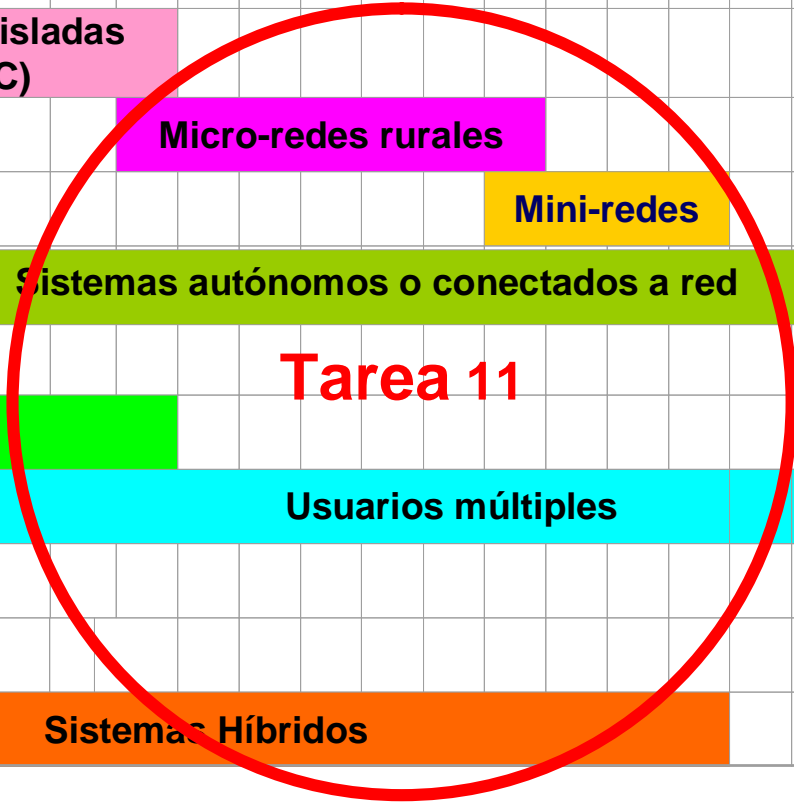 isladas
C)
Micro-redes rurales
Mini-redes
Sistemas autónomos o conectados a red
Tarea 11
Usuarios múltiples
Sistemas Híbridos